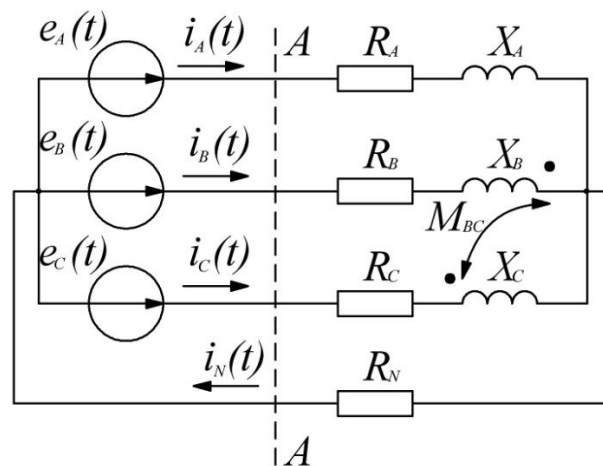 e_A(t) i_A(t) A R_A X_A
e_B(t) i_B(t) R_B X_B
M_BC
e_C(t) i_C(t) R_C X_C
i_N(t) R_N
A